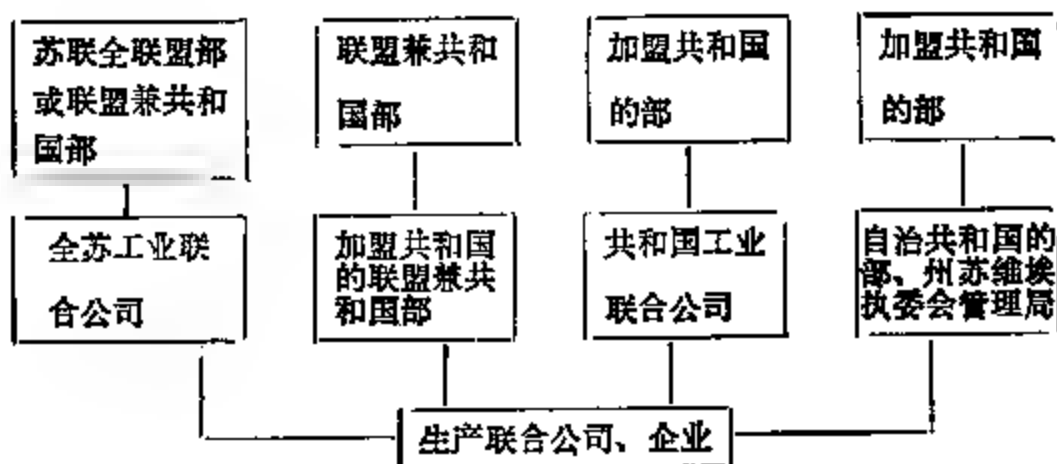 苏联全联盟部
或联盟兼共和
国部
联盟兼共和
国部
加盟共和国
的部
加盟共和国
的部
全苏工业联
合公司
加盟共和国
的联盟兼共
和国部
共和国工业
联合公司
自治共和国的
部、州苏维埃
执委会管理局
生产联合公司、企业